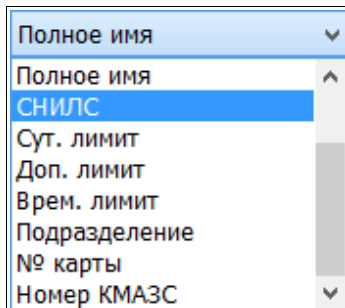 Полное имя
Полное имя
СНИЛС
Сут. лимит
Доп. лимит
Врем. лимит
Подразделение
№ карты
Номер КМАЗС